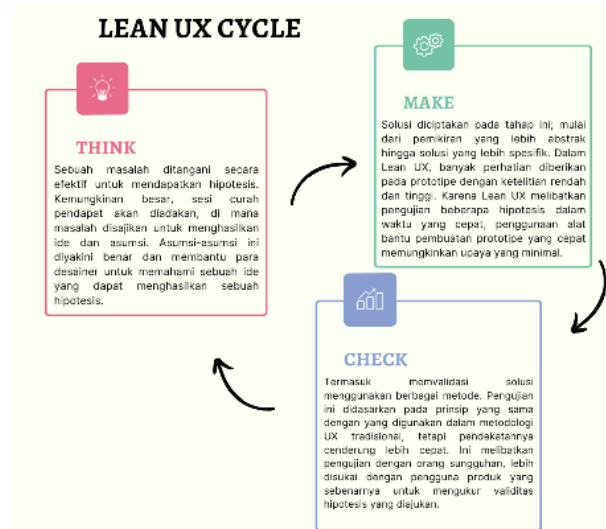 LEAN UX CYCLE
THINK
Sebuah masalah ditangani secara
efektif untuk mendapatkan hipotesis.
Kemungkinan besar, sesi curah
pendapat akan diadakan, di mana
masalah disajikan untuk menghasilkan
ide dan asumsi. Asumsi-asumsi ini
diyakini benar dan membantu para
desainer untuk memahami sebuah ide
yang dapat menghasilkan sebuah
hipotesis.
MAKE
Solusi diciptakan pada tahap ini; mulai
dari pemikiran yang lebih abstrak
hingga solusi yang lebih spesifik. Dalam
Lean UX, banyak perhatian diberikan
pada prototipe dengan ketelitian rendah
dan tinggi. Karena Lean UX melibatkan
pengujian beberapa hipotesis dalam
waktu yang cepat, penggunaan alat
bantu pembuatan prototipe yang cepat
memungkinkan upaya yang minimal.
CHECK
Termasuk memvalidasi solusi
menggunakan berbagai metode. Pengujian
ini didasarkan pada prinsip yang sama
dengan yang digunakan dalam metodologi
UX tradisional, tetapi pendekatannya
cenderung lebih cepat. Ini melibatkan
pengujian dengan orang sungguhan, lebih
disukai dengan pengguna produk yang
sebenarnya untuk mengukur validitas
hipotesis yang diajukan.